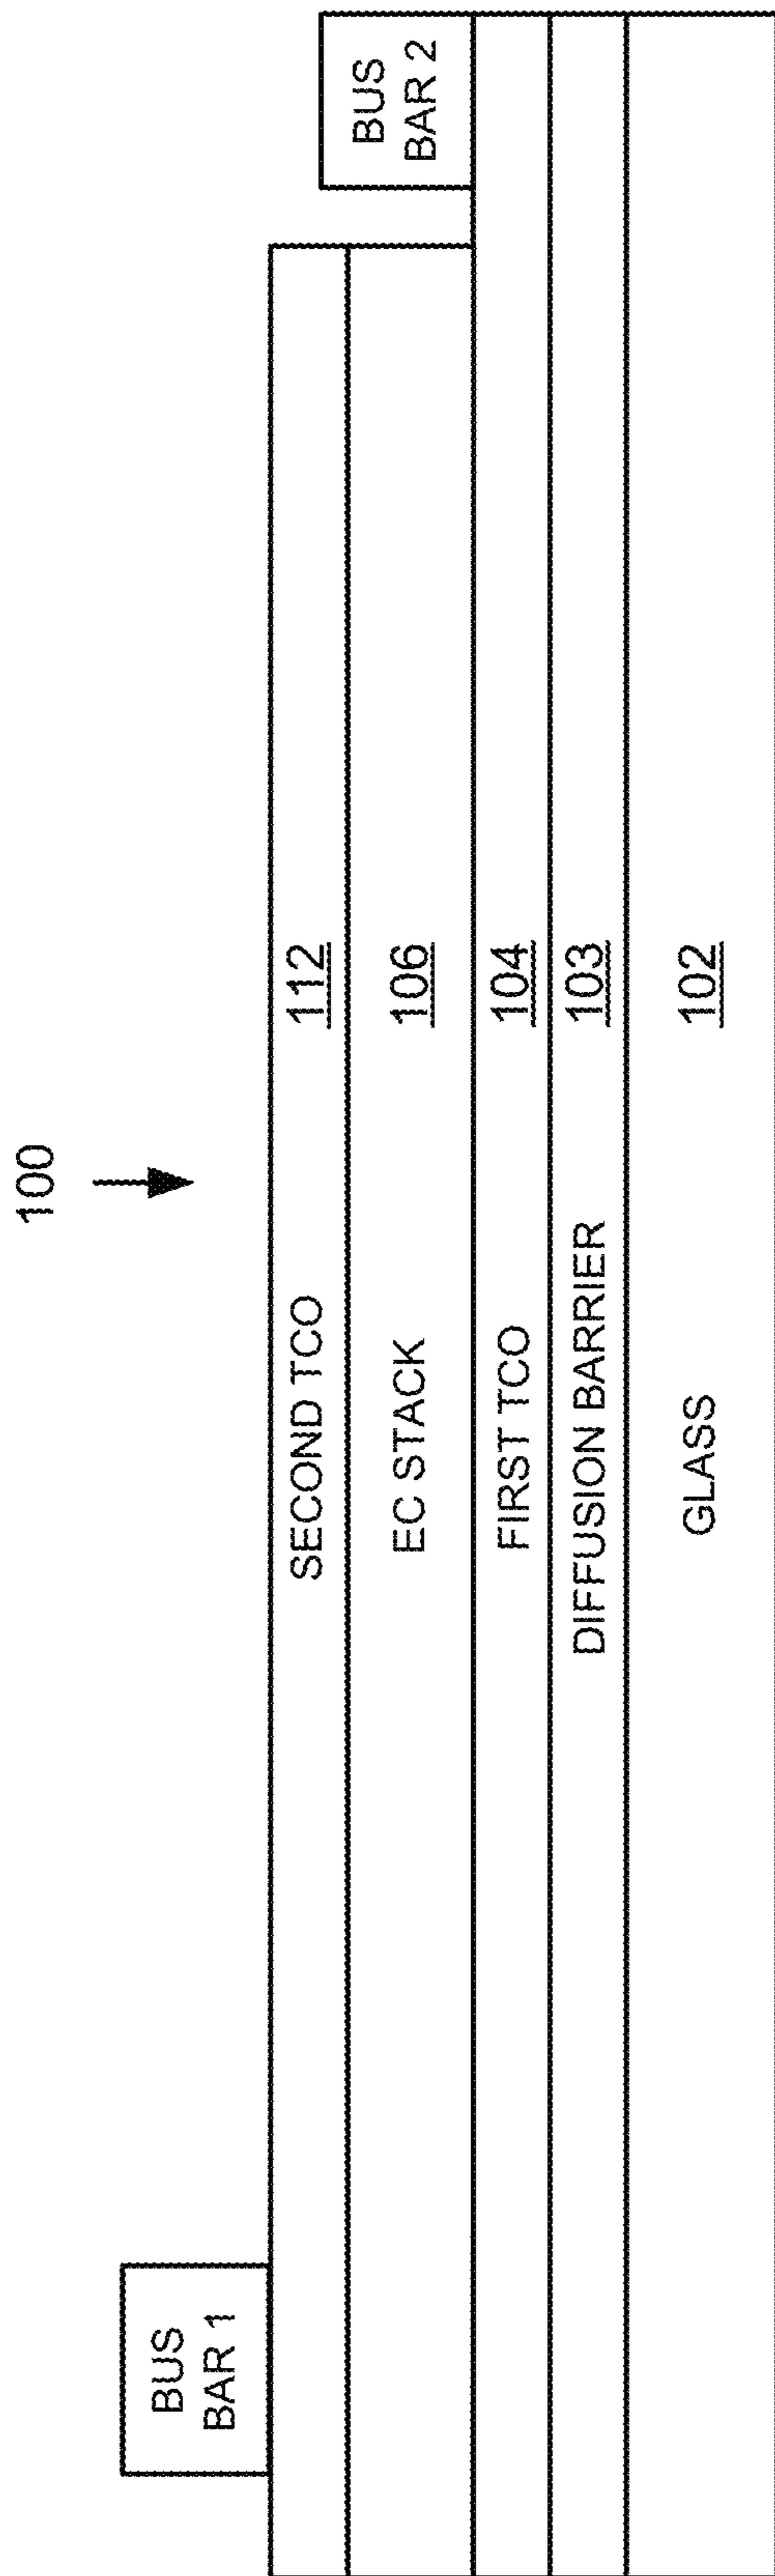 100
BUS
BAR 1
BUS
BAR 2
SECOND TCO 112
EC STACK 106
FIRST TCO 104
DIFFUSION BARRIER 103
GLASS 102